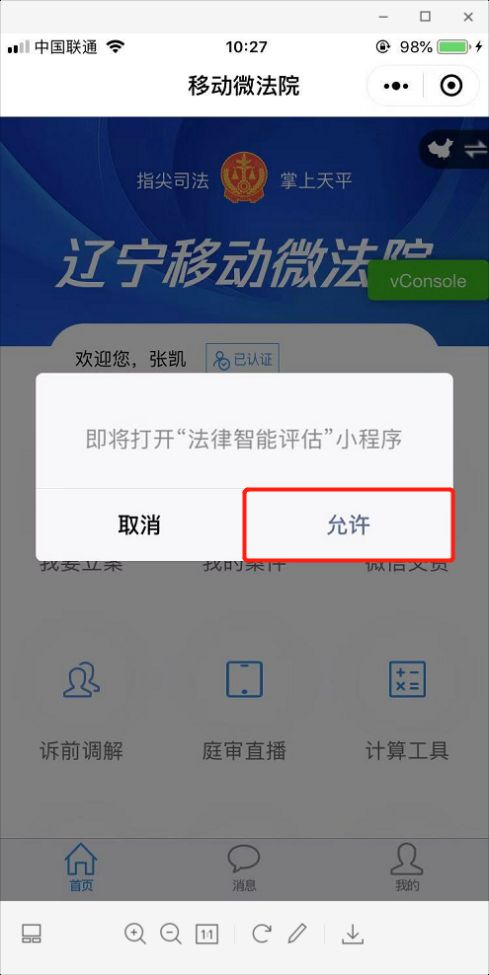 中国联通
10:27
98%
移动微法院
指尖司法
掌上天平
辽宁移动微法院
vConsole
欢迎您，张凯
已认证
即将打开“法律智能评估”小程序
取消
允许
我要立案
我的案件
微信交费
诉前调解
庭审直播
计算工具
首页
消息
我的
1:1